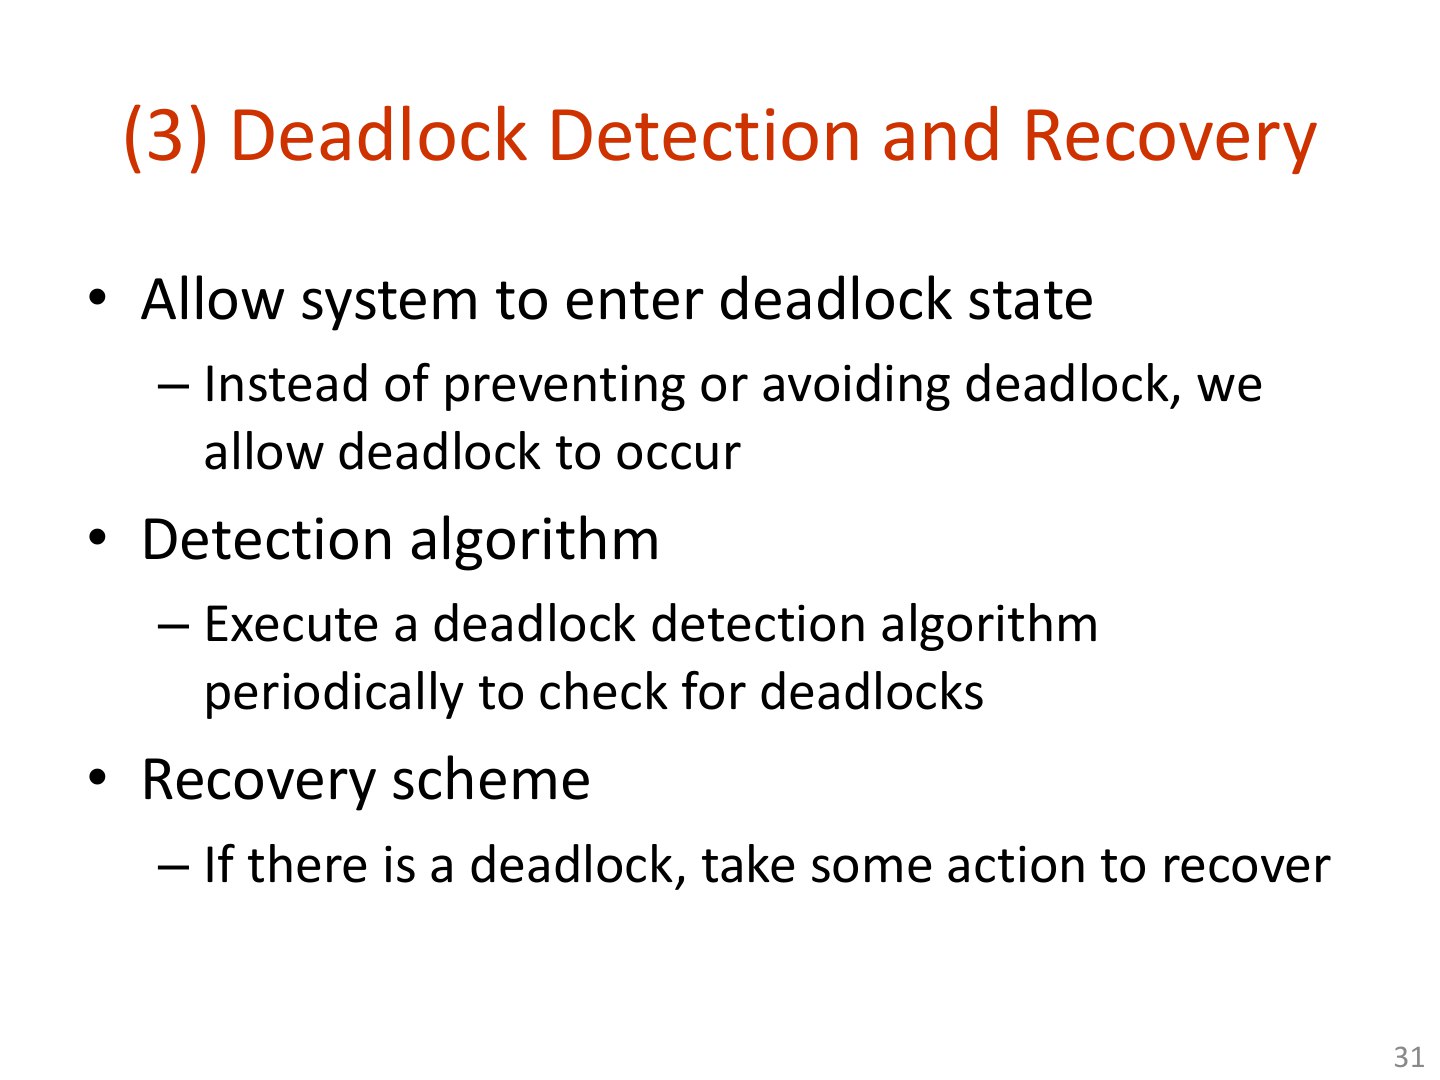 (3) Deadlock Detection and Recovery
• Allow system to enter deadlock state
– Instead of preventing or avoiding deadlock, we
allow deadlock to occur
• Detection algorithm
– Execute a deadlock detection algorithm
periodically to check for deadlocks
• Recovery scheme
– If there is a deadlock, take some action to recover
31